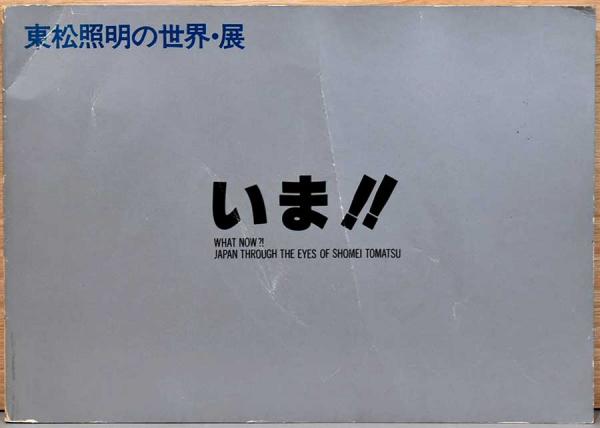 東松照明の世界・展
いま!!
WHAT NOW?!
JAPAN THROUGH THE EYES OF SHOMEI TOMATSU